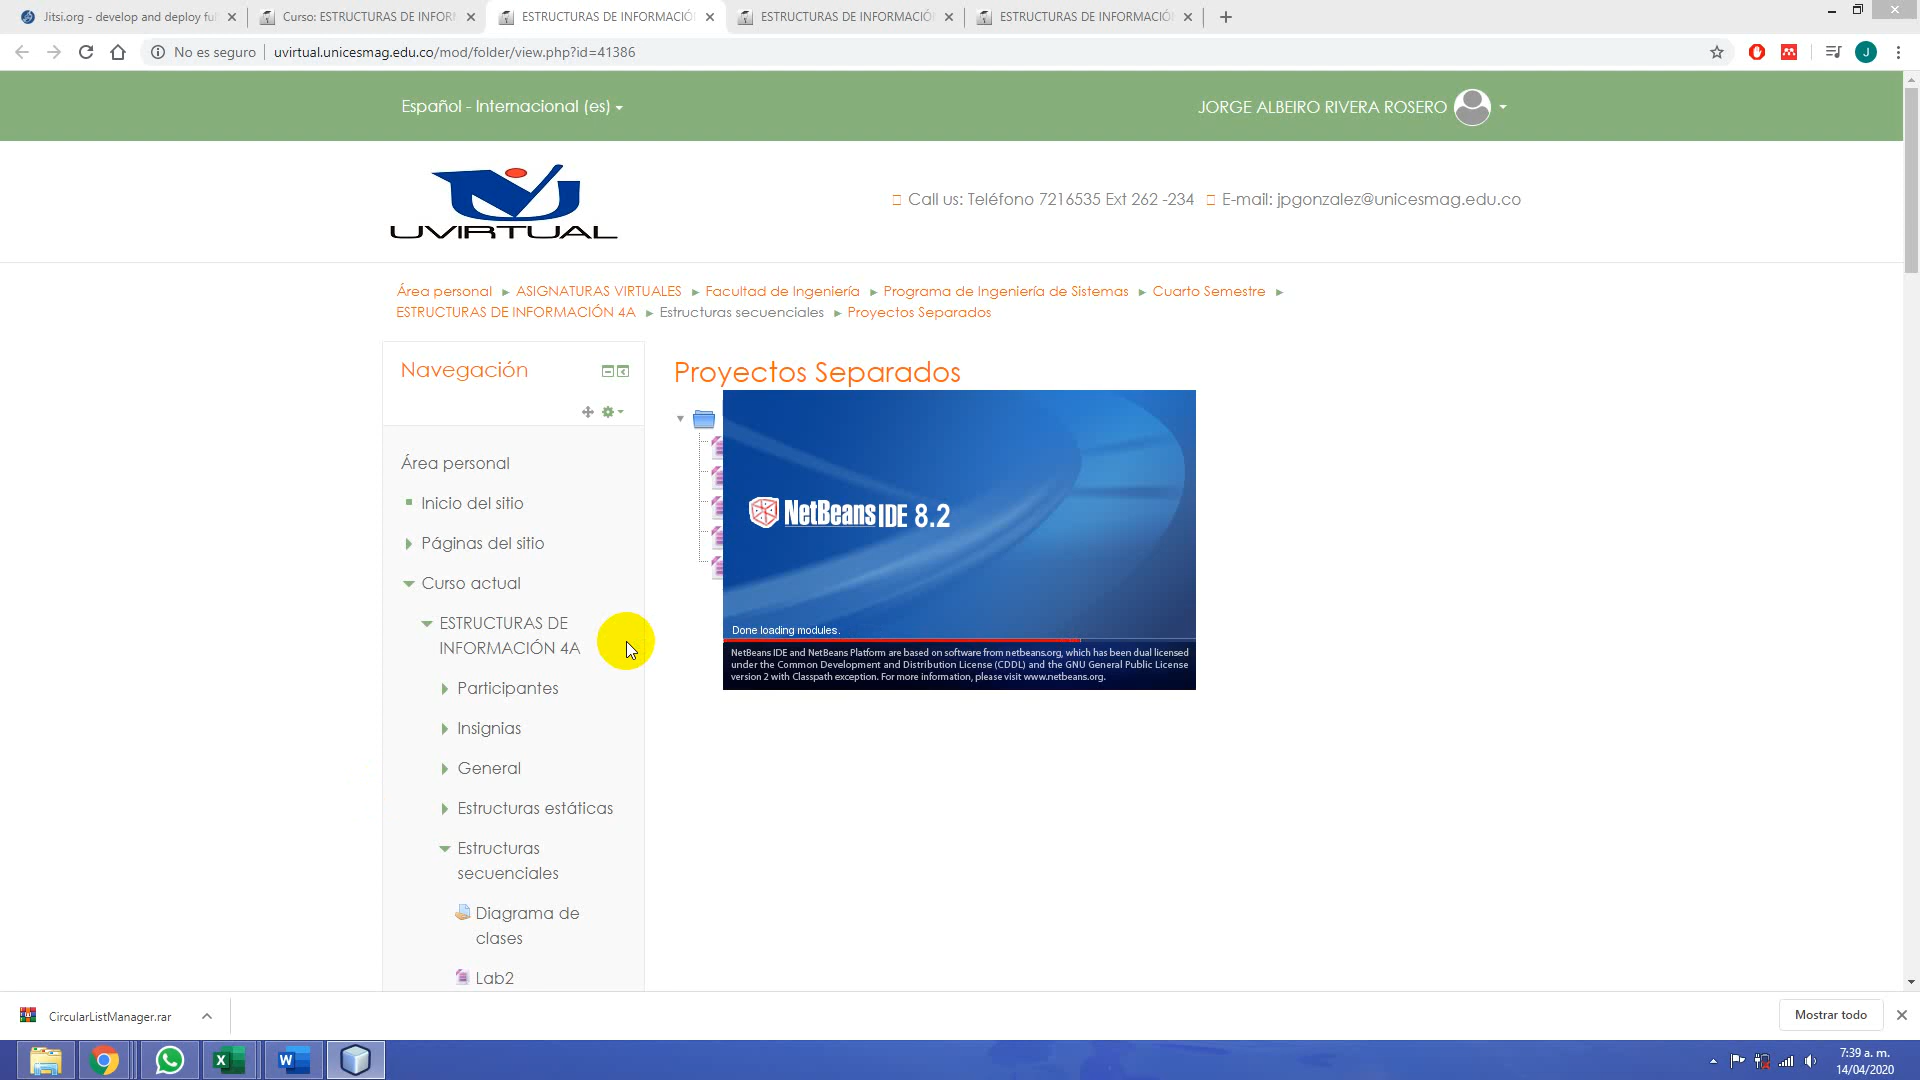 Jitsi.org - develop and deploy ful
Curso: ESTRUCTURAS DE INFORM
ESTRUCTURAS DE INFORMACIÓ
ESTRUCTURAS DE INFORMACIÓN
ESTRUCTURAS DE INFORMACIÓN
No es seguro
uvirtual.unicesmag.edu.co/mod/folder/view.php?id=41386
J
Español - Internacional (es)
JORGE ALBEIRO RIVERA ROSERO
UVIRTUAL
Call us: Teléfono 7216535 Ext 262 -234
E-mail: jpgonzalez@unicesmag.edu.co
Área personal ► ASIGNATURAS VIRTUALES ► Facultad de Ingeniería ► Programa de Ingeniería de Sistemas ► Cuarto Semestre ►
ESTRUCTURAS DE INFORMACIÓN 4A ► Estructuras secuenciales ► Proyectos Separados
Navegación
Área personal
Inicio del sitio
Páginas del sitio
Curso actual
ESTRUCTURAS DE
INFORMACIÓN 4A
Participantes
Insignias
General
Estructuras estáticas
Estructuras
secuenciales
Diagrama de
clases
Lab2
Proyectos Separados
NetBeans IDE 8.2
Done loading modules.
NetBeans IDE and NetBeans Platform are based on software from netbeans.org, which has been dual licensed
under the Common Development and Distribution License (CDDL) and the GNU General Public License
version 2 with Classpath exception. For more information, please visit www.netbeans.org.
CircularListManager.rar
Mostrar todo
7:39 a. m.
14/04/2020